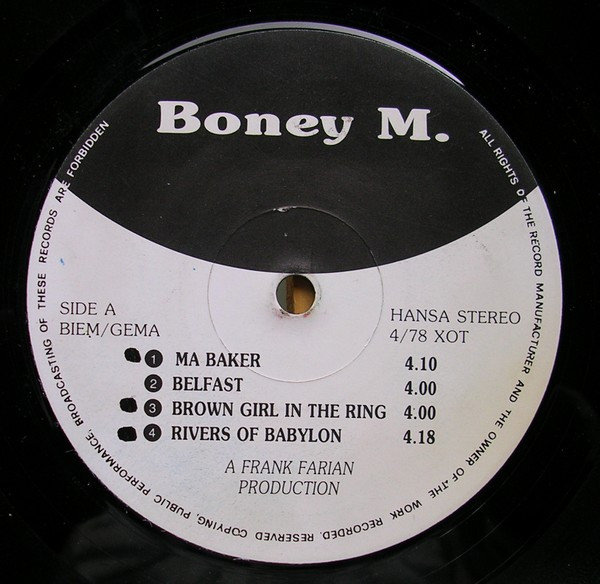 Boney M.
ALL RIGHTS OF THE RECORD MANUFACTURER AND THE OWNER OF THE WORK RECORDED. RESERVED COPYING, PUBLIC PERFORMANCE, BROADCASTING OF THESE RECORDS ARE FORBIDDEN
SIDE A
BIEM/GEMA
HANSA STEREO
4/78 XOT
1 MA BAKER 4.10
2 BELFAST 4.00
3 BROWN GIRL IN THE RING 4.00
4 RIVERS OF BABYLON 4.18
A FRANK FARIAN
PRODUCTION